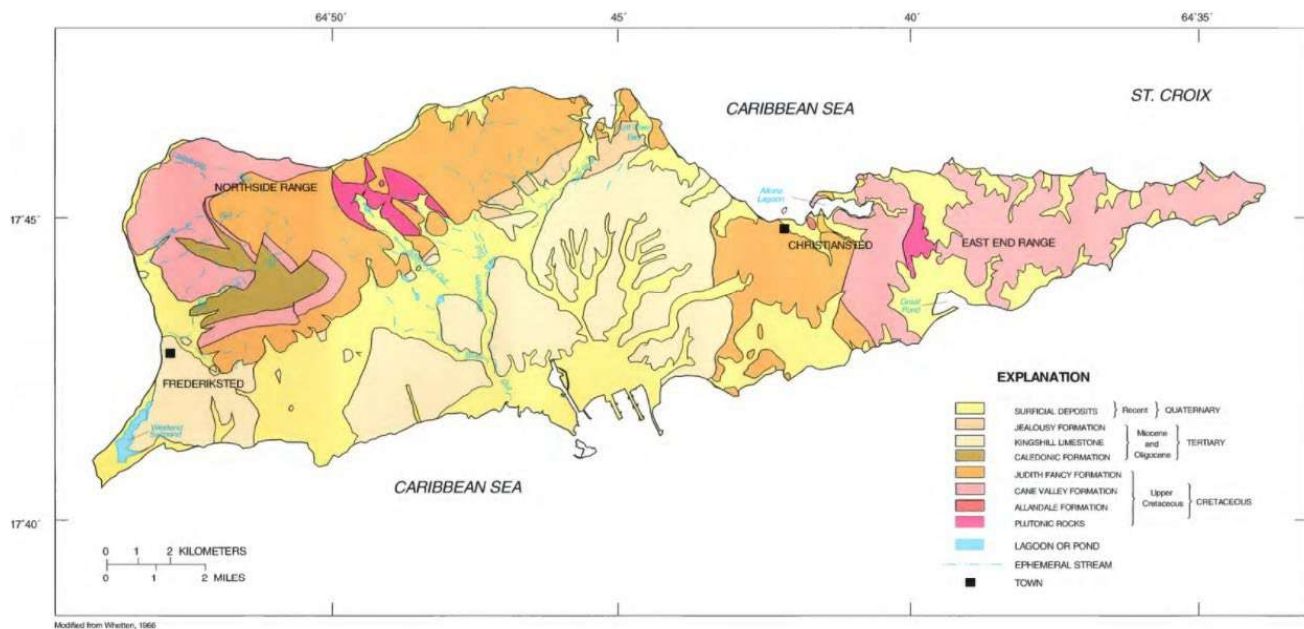 64˚50'
45'
40'
64˚35'
CARIBBEAN SEA
ST. CROIX
NORTHSIDE RANGE
Altona
Lagoon
17˚45'
CHRISTIANSTED
EAST END RANGE
Great
Pond
FREDERIKSTED
Westend
Saltpond
CARIBBEAN SEA
17˚40'
EXPLANATION
SURFICIAL DEPOSITS Recent QUATERNARY
JEALOUSY FORMATION
KINGSHILL LIMESTONE Miocene and Oligocene TERTIARY
CALEDONIC FORMATION
JUDITH FANCY FORMATION
CANE VALLEY FORMATION Upper Cretaceous CRETACEOUS
ALLANDALE FORMATION
PLUTONIC ROCKS
LAGOON OR POND
EPHEMERAL STREAM
TOWN
0 1 2 KILOMETERS
0 1 2 MILES
Modified from Whetten, 1966